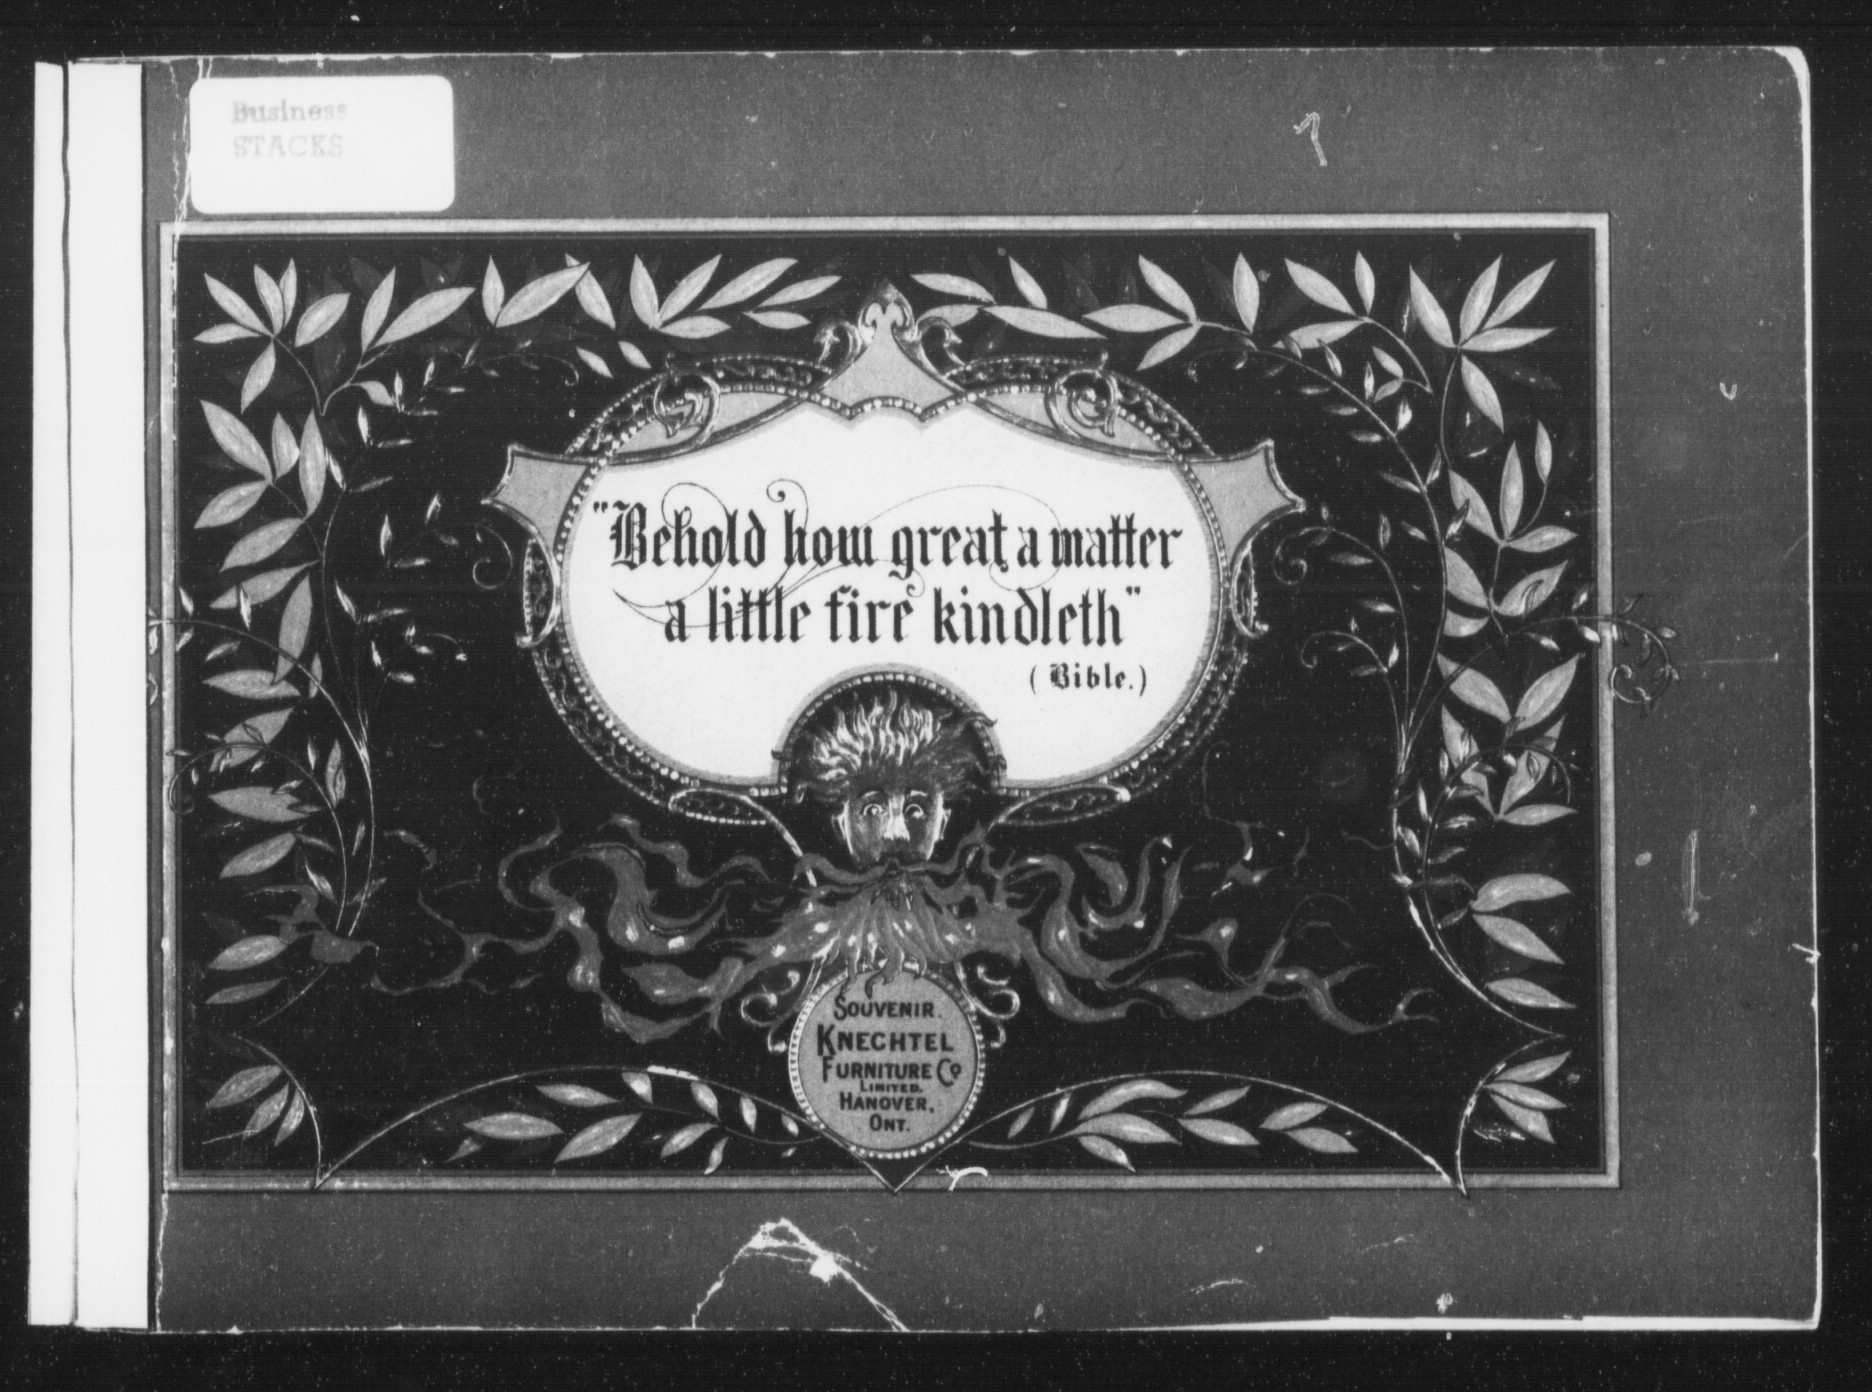 Business
STACKS
"Behold how great a matter
a little fire kindleth"
(Bible.)
SOUVENIR.
KNECHTEL
FURNITURE Co
LIMITED.
HANOVER,
ONT.